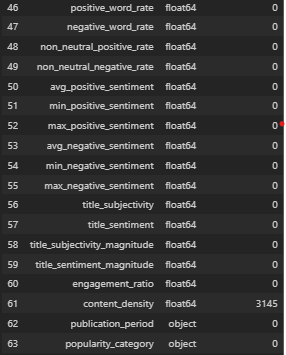 46 positive_word_rate float64 0
47 negative_word_rate float64 0
48 non_neutral_positive_rate float64 0
49 non_neutral_negative_rate float64 0
50 avg_positive_sentiment float64 0
51 min_positive_sentiment float64 0
52 max_positive_sentiment float64 0
53 avg_negative_sentiment float64 0
54 min_negative_sentiment float64 0
55 max_negative_sentiment float64 0
56 title_subjectivity float64 0
57 title_sentiment float64 0
58 title_subjectivity_magnitude float64 0
59 title_sentiment_magnitude float64 0
60 engagement_ratio float64 0
61 content_density float64 3145
62 publication_period object 0
63 popularity_category object 0